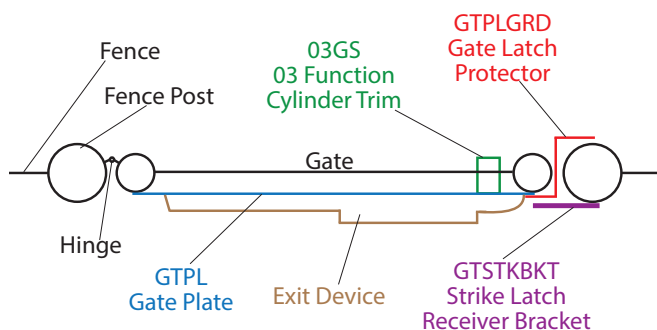 Fence
Fence Post
03GS
03 Function
Cylinder Trim
GTPLGRD
Gate Latch
Protector
Gate
Hinge
GTPL
Gate Plate
Exit Device
GTSTKBKT
Strike Latch
Receiver Bracket